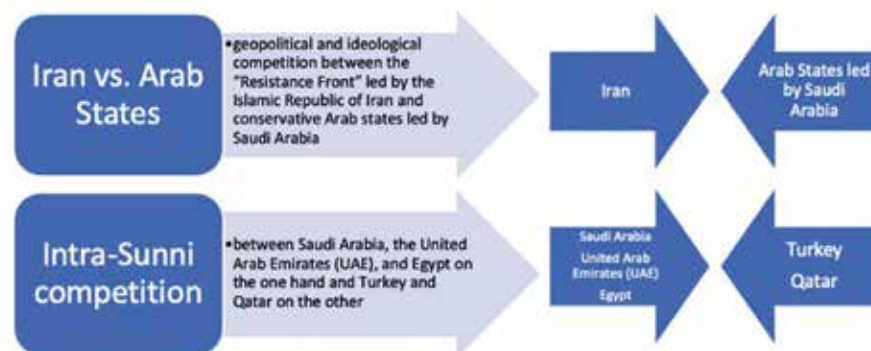 Iran vs. Arab
States
•geopolitical and ideological
competition between the
"Resistance Front" led by the
Islamic Republic of Iran and
conservative Arab states led by
Saudi Arabia
Iran
Arab States led
by Saudi
Arabia
Intra-Sunni
competition
•between Saudi Arabia, the United
Arab Emirates (UAE), and Egypt on
the one hand and Turkey and
Qatar on the other
Saudi Arabia
United Arab
Emirates (UAE)
Egypt
Turkey
Qatar